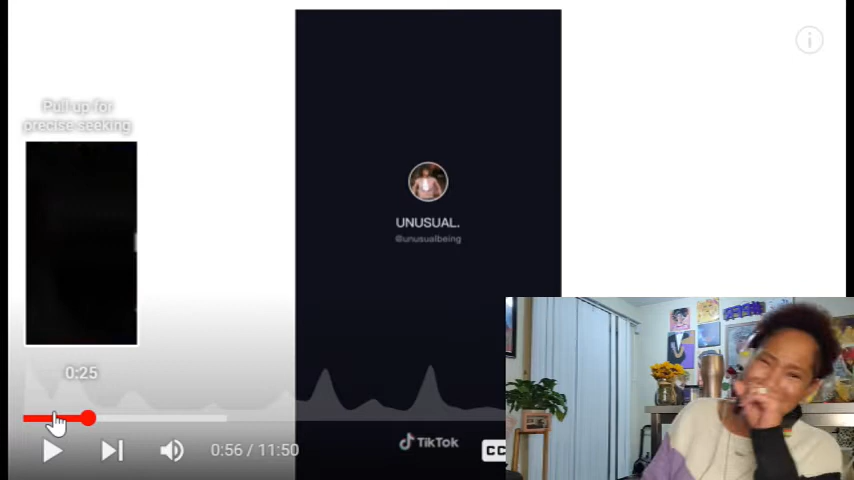 Pull up for
precise seeking
UNUSUAL.
@unusualbeing
0:25
0:56 / 11:50
TikTok
CC